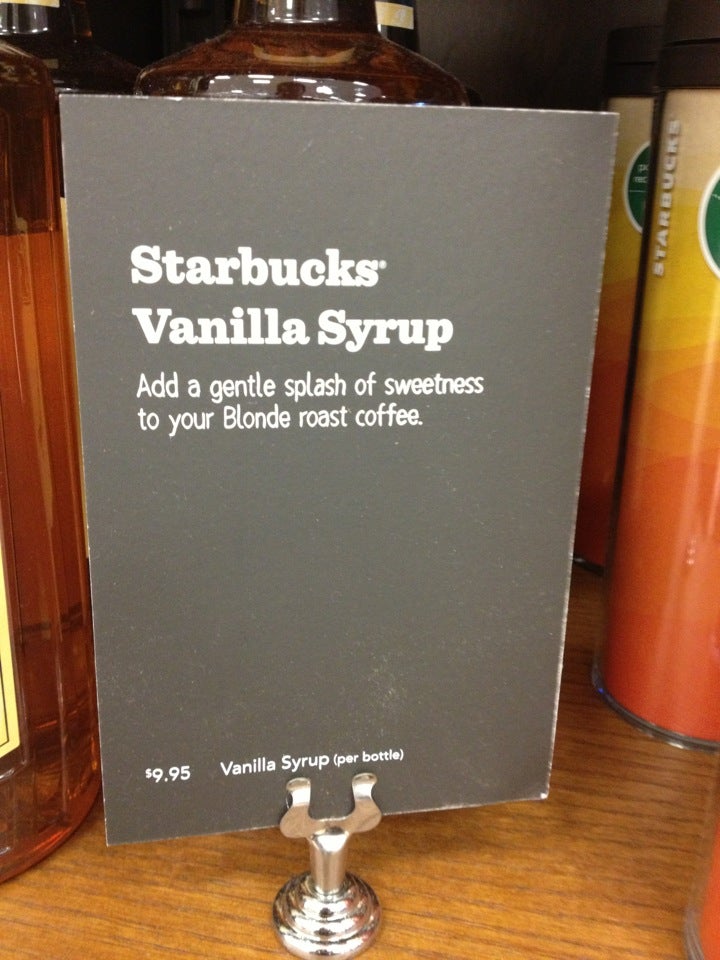 Starbucks®
Vanilla Syrup
Add a gentle splash of sweetness
to your Blonde roast coffee.
$9.95 Vanilla Syrup (per bottle)
STARBUCKS